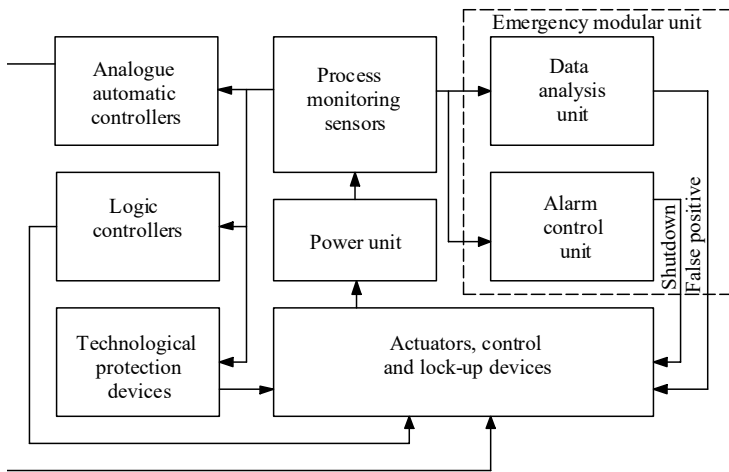 Emergency modular unit
Analogue
automatic
controllers
Process
monitoring
sensors
Data
analysis
unit
Logic
controllers
Power unit
Alarm
control
unit
Shutdown
False positive
Technological
protection
devices
Actuators, control
and lock-up devices